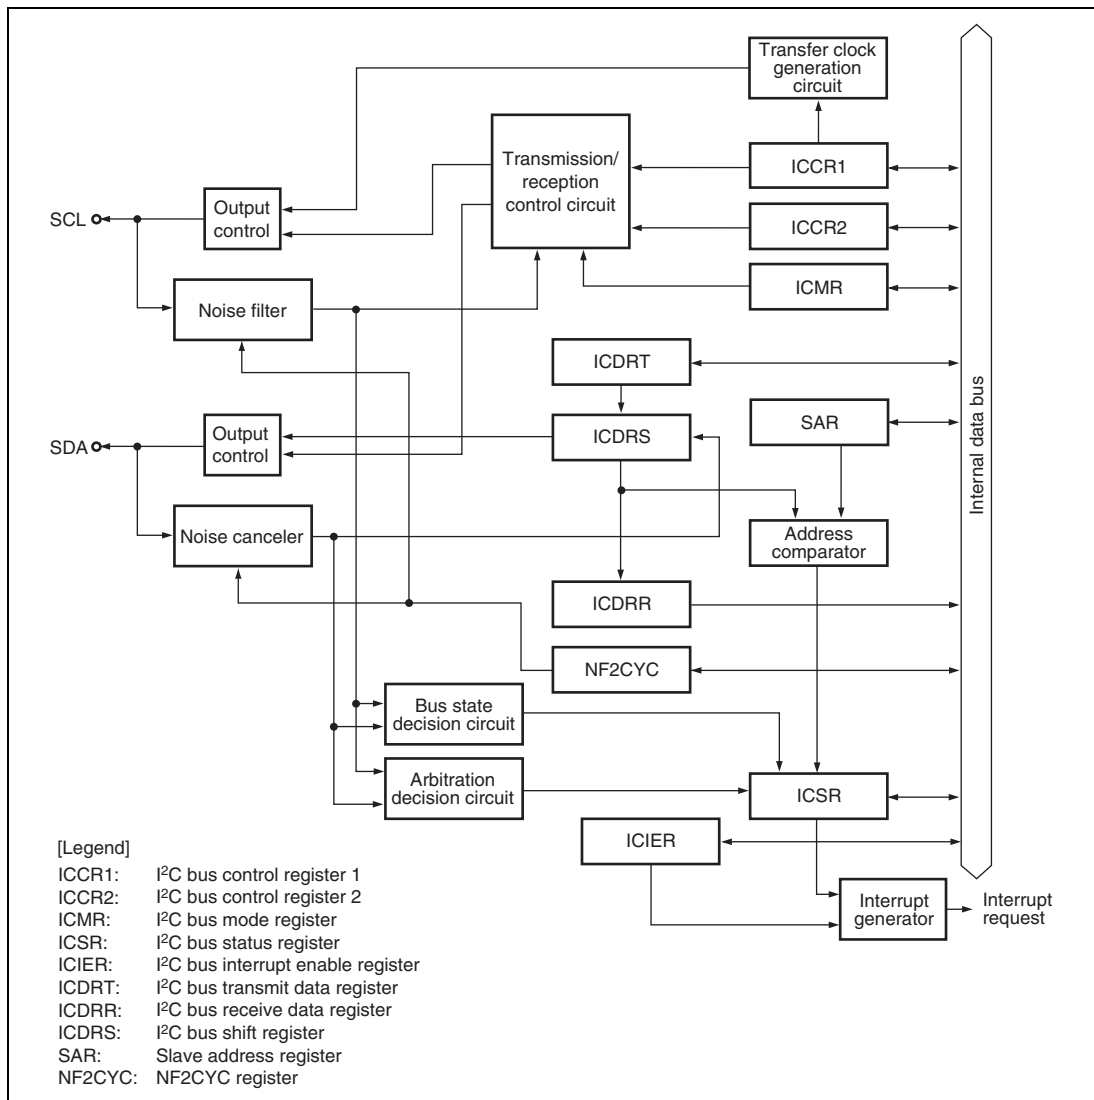 Transfer clock
generation
circuit
Transmission/
reception
control circuit
ICCR1
Output
control
SCL
ICCR2
ICMR
Noise filter
ICDRT
Internal data bus
SAR
ICDRS
Output
control
SDA
Noise canceler
Address
comparator
ICDRR
NF2CYC
Bus state
decision circuit
Arbitration
decision circuit
ICSR
ICIER
Interrupt
generator
Interrupt
request
[Legend]
ICCR1: I²C bus control register 1
ICCR2: I²C bus control register 2
ICMR: I²C bus mode register
ICSR: I²C bus status register
ICIER: I²C bus interrupt enable register
ICDRT: I²C bus transmit data register
ICDRR: I²C bus receive data register
ICDRS: I²C bus shift register
SAR: Slave address register
NF2CYC: NF2CYC register